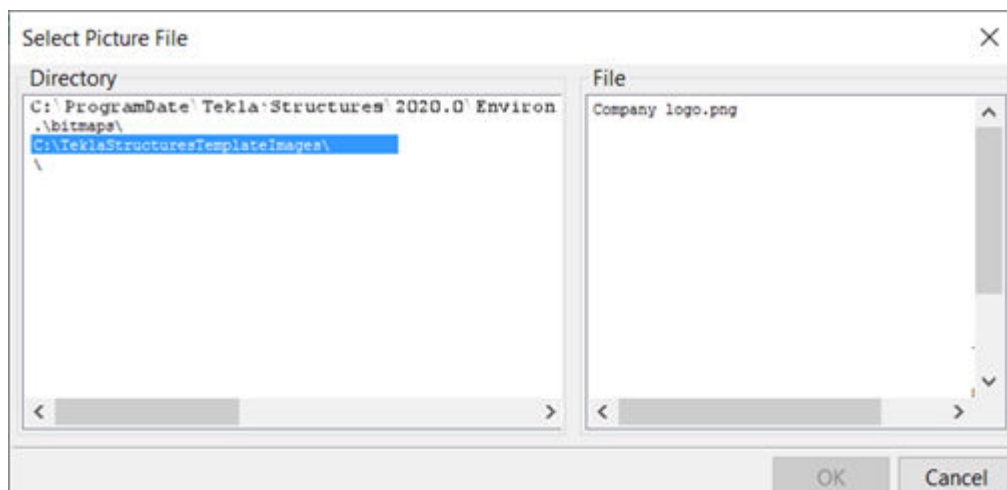 Select Picture File
Directory
File
C:\ProgramDate\Tekla Structures\2020.0\Environ
.\bitmaps\
C:\TeklaStructuresTemplateImages\
\
Company logo.png
OK
Cancel